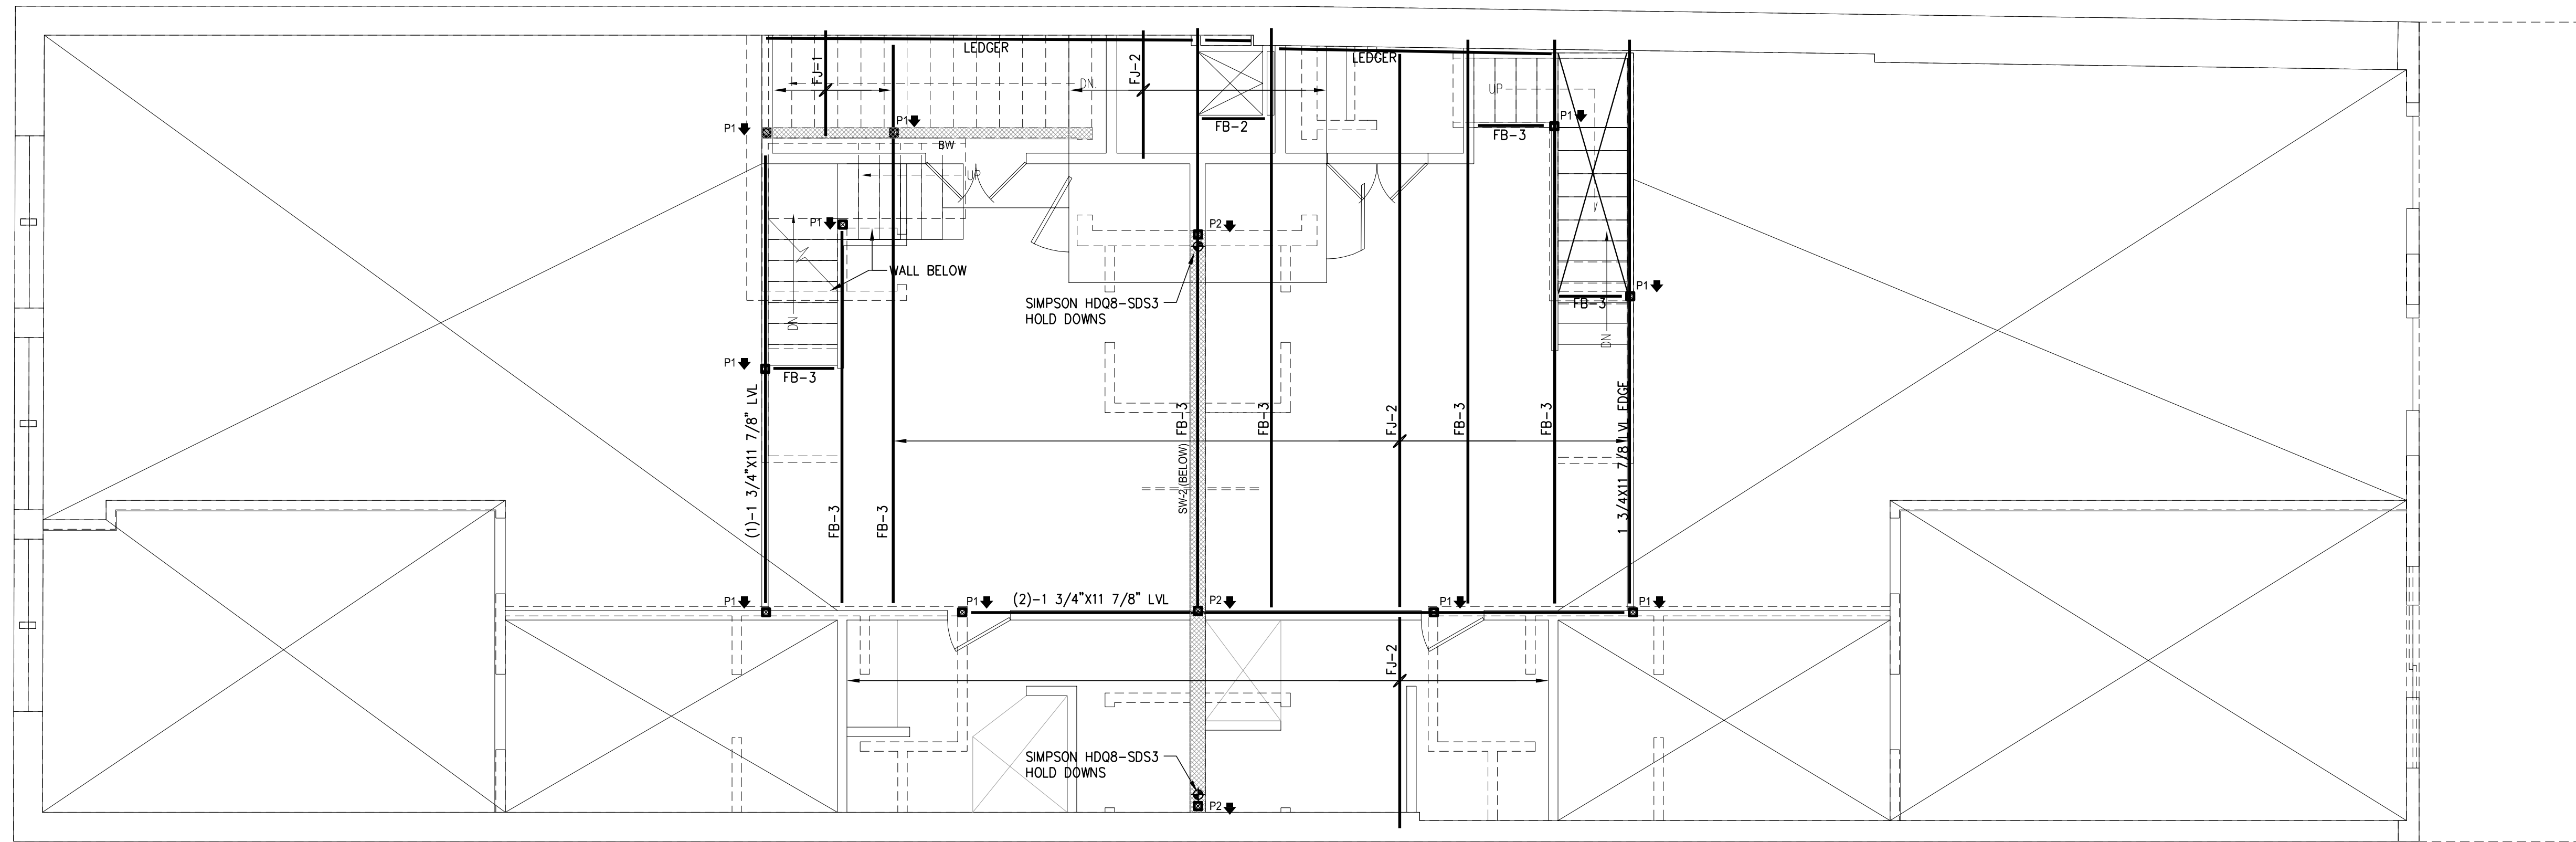 LEDGER
LEDGER
FJ-1
FJ-2
DN.
UP
P1
P1
P1
FB-2
FB-3
BW
UP
P1
P2
WALL BELOW
SIMPSON HDQ8-SDS3
HOLD DOWNS
P1
FB-3
DN
DN
P1
FB-3
(1)-1 3/4"X11 7/8" LVL
FB-3
FB-3
SW-2 (BELOW)
FB-3
FB-3
FJ-2
FB-3
FB-3
1 3/4X11 7/8" LVL EDGE
P1
P1
(2)-1 3/4"X11 7/8" LVL
P2
P1
P1
FJ-2
SIMPSON HDQ8-SDS3
HOLD DOWNS
P2